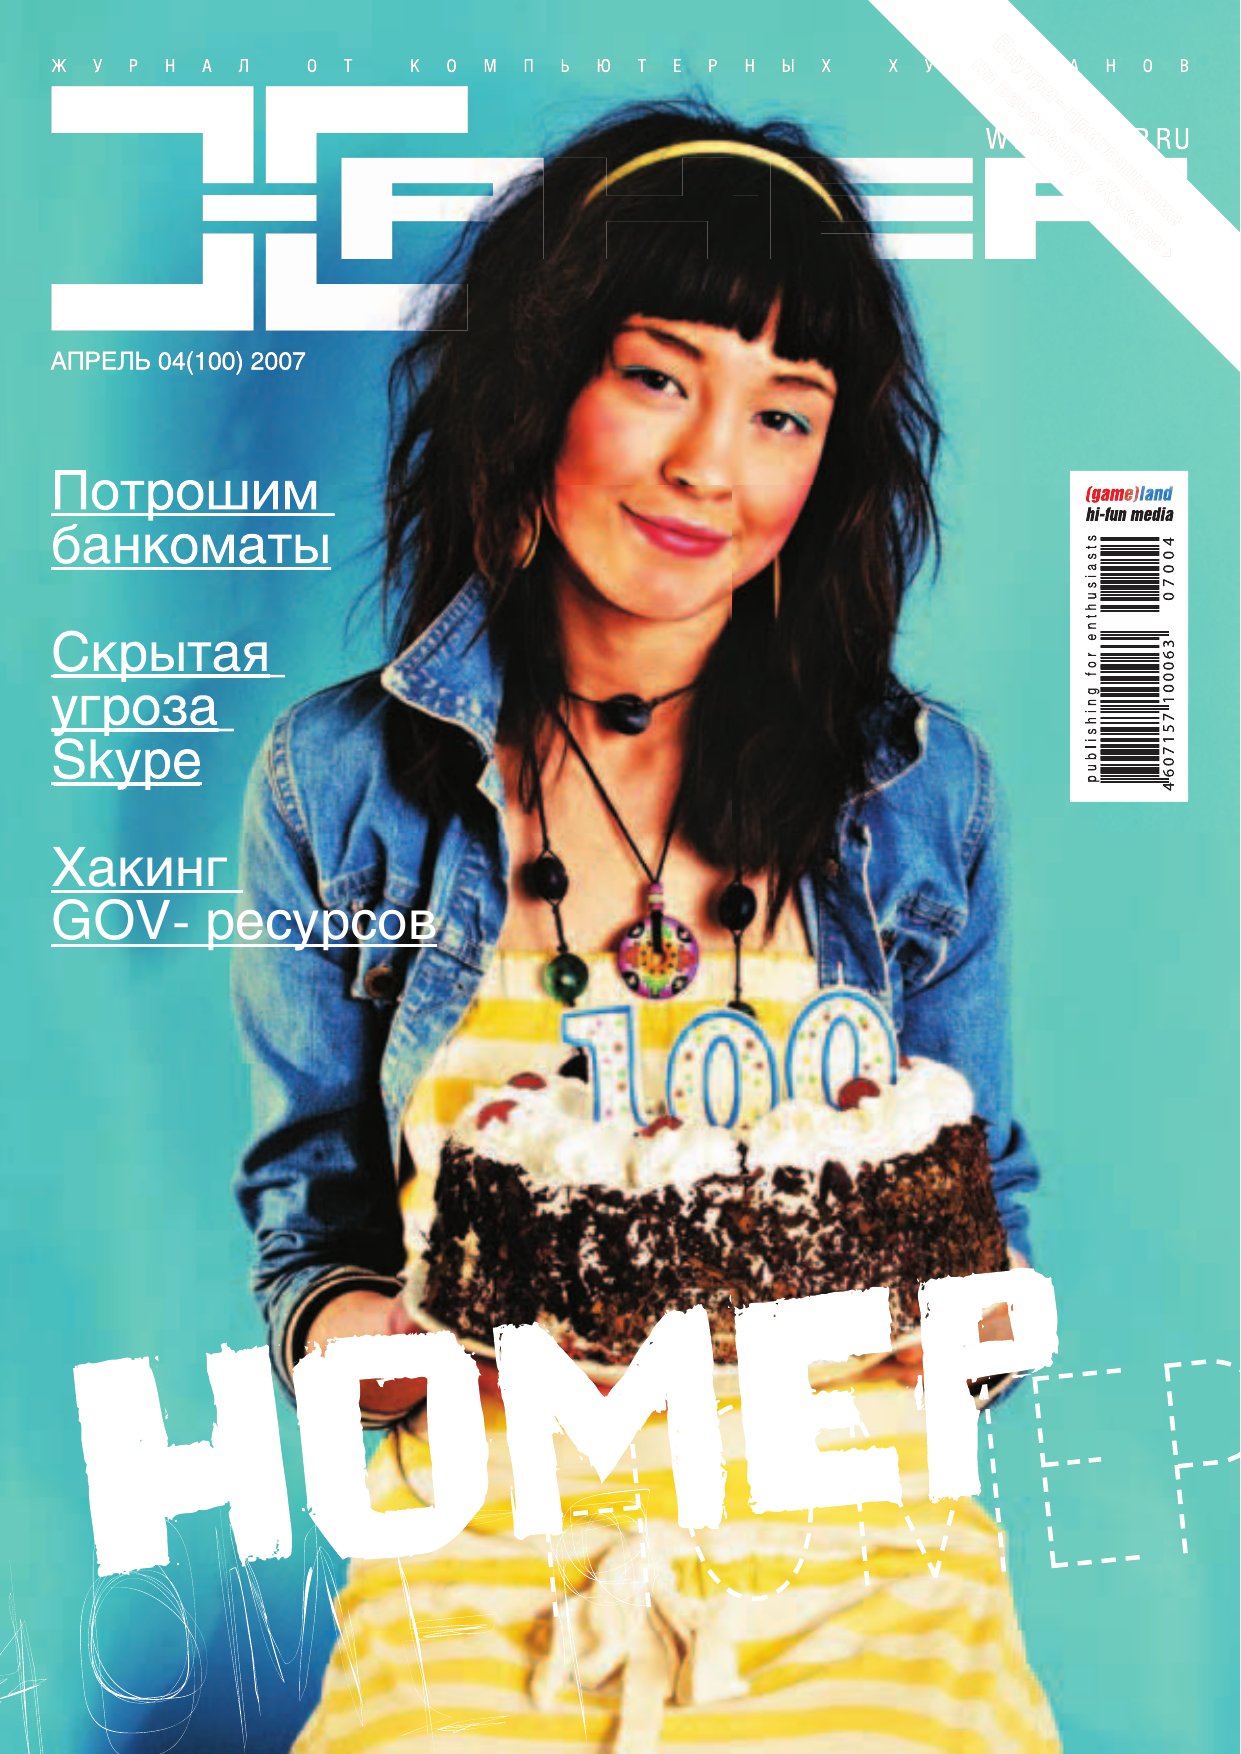 ЖУРНАЛ ОТ КОМПЬЮТЕРНЫХ
АПРЕЛЬ 04(100) 2007
Потрошим
банкоматы
Скрытая
угроза
Skype
Хакинг
GOV- ресурсов
(game)land
hi-fun media
publishing for enthusiasts
07004
4607157100063
100
НОМЕР